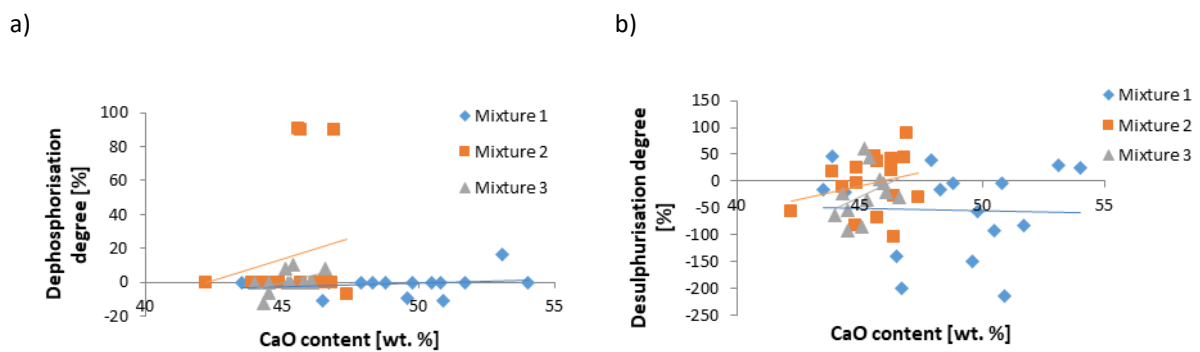 a)
b)
Dephosphorisation
degree [%]
100
80
60
40
20
0
-20
40
45
50
55
CaO content [wt. %]
Mixture 1
Mixture 2
Mixture 3
Desulphurisation degree
[%]
150
100
50
0
-50
-100
-150
-200
-250
40
45
50
55
CaO content [wt. %]
Mixture 1
Mixture 2
Mixture 3